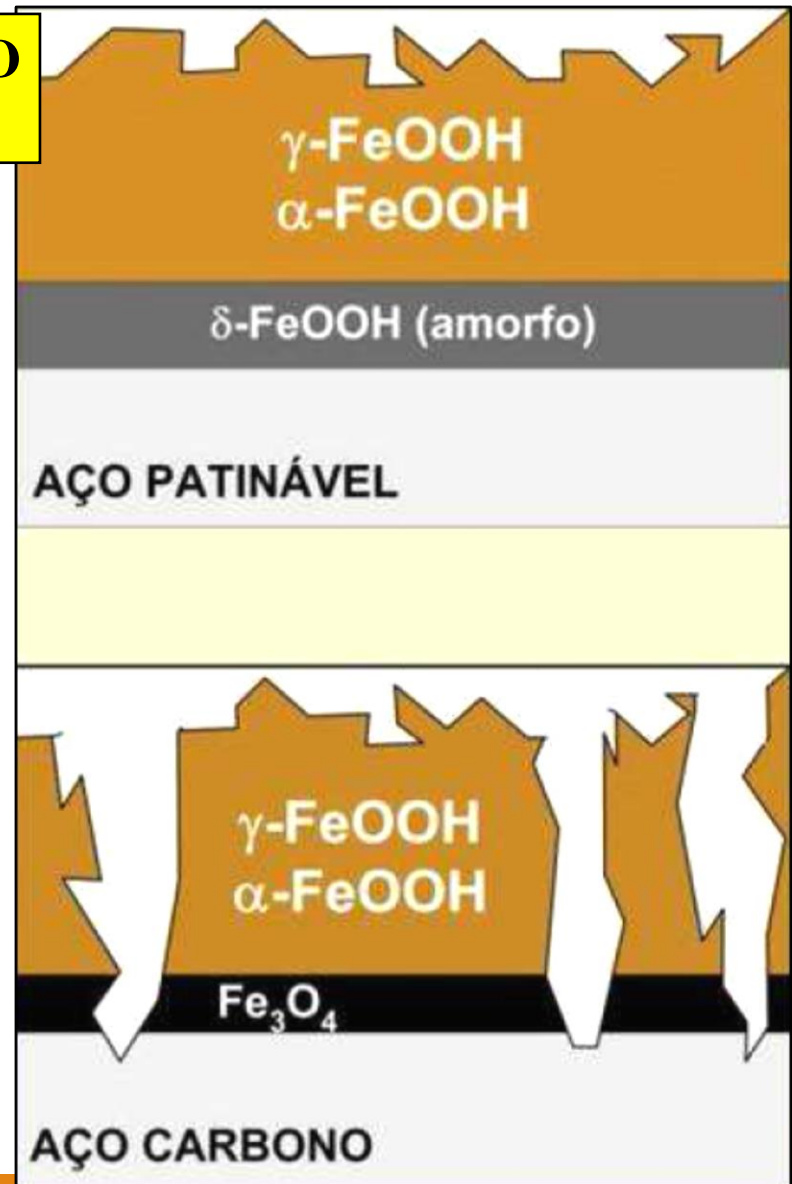 O
γ-FeOOH
α-FeOOH
δ-FeOOH (amorfo)
AÇO PATINÁVEL
γ-FeOOH
α-FeOOH
Fe₃O₄
AÇO CARBONO